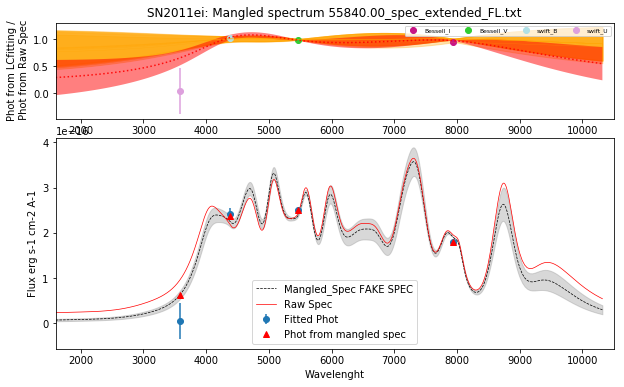 SN2011ei: Mangled spectrum 55840.00_spec_extended_FL.txt
Phot from LCfitting /
Phot from Raw Spec
1.0
0.5
0.0
Bessell_I
Bessell_V
swift_B
swift_U
2000
3000
4000
5000
6000
7000
8000
9000
10000
1e−16
Flux erg s-1 cm-2 A-1
4
3
2
1
0
Mangled_Spec FAKE SPEC
Raw Spec
Fitted Phot
Phot from mangled spec
2000
3000
4000
5000
6000
7000
8000
9000
10000
Wavelenght